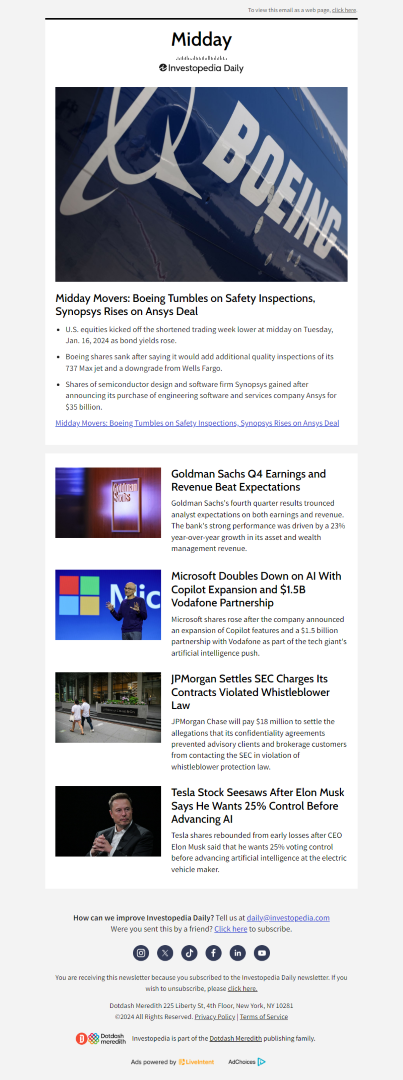 To view this email as a web page, click here.
Midday
Investopedia Daily
BOEING
Midday Movers: Boeing Tumbles on Safety Inspections,
Synopsys Rises on Ansys Deal
• U.S. equities kicked off the shortened trading week lower at midday on Tuesday,
Jan. 16, 2024 as bond yields rose.
• Boeing shares sank after saying it would add additional quality inspections of its
737 Max jet and a downgrade from Wells Fargo.
• Shares of semiconductor design and software firm Synopsys gained after
announcing its purchase of engineering software and services company Ansys for
$35 billion.
Midday Movers: Boeing Tumbles on Safety Inspections, Synopsys Rises on Ansys Deal
Goldman
Sachs
Goldman Sachs Q4 Earnings and
Revenue Beat Expectations
Goldman Sachs's fourth quarter results trounced
analyst expectations on both earnings and revenue.
The bank's strong performance was driven by a 23%
year-over-year growth in its asset and wealth
management revenue.
Mic
Microsoft Doubles Down on AI With
Copilot Expansion and $1.5B
Vodafone Partnership
Microsoft shares rose after the company announced
an expansion of Copilot features and a $1.5 billion
partnership with Vodafone as part of the tech giant's
artificial intelligence push.
JPMorgan Settles SEC Charges Its
Contracts Violated Whistleblower
Law
JPMorgan Chase will pay $18 million to settle the
allegations that its confidentiality agreements
prevented advisory clients and brokerage customers
from contacting the SEC in violation of
whistleblower protection law.
Tesla Stock Seesaws After Elon Musk
Says He Wants 25% Control Before
Advancing AI
Tesla shares rebounded from early losses after CEO
Elon Musk said that he wants 25% voting control
before advancing artificial intelligence at the electric
vehicle maker.
How can we improve Investopedia Daily? Tell us at daily@investopedia.com
Were you sent this by a friend? Click here to subscribe.
You are receiving this newsletter because you subscribed to the Investopedia Daily newsletter. If you
wish to unsubscribe, please click here.
Dotdash Meredith 225 Liberty St, 4th Floor, New York, NY 10281
©2024 All Rights Reserved. Privacy Policy | Terms of Service
Dotdash
meredith
Investopedia is part of the Dotdash Meredith publishing family.
Ads powered by LiveIntent
AdChoices